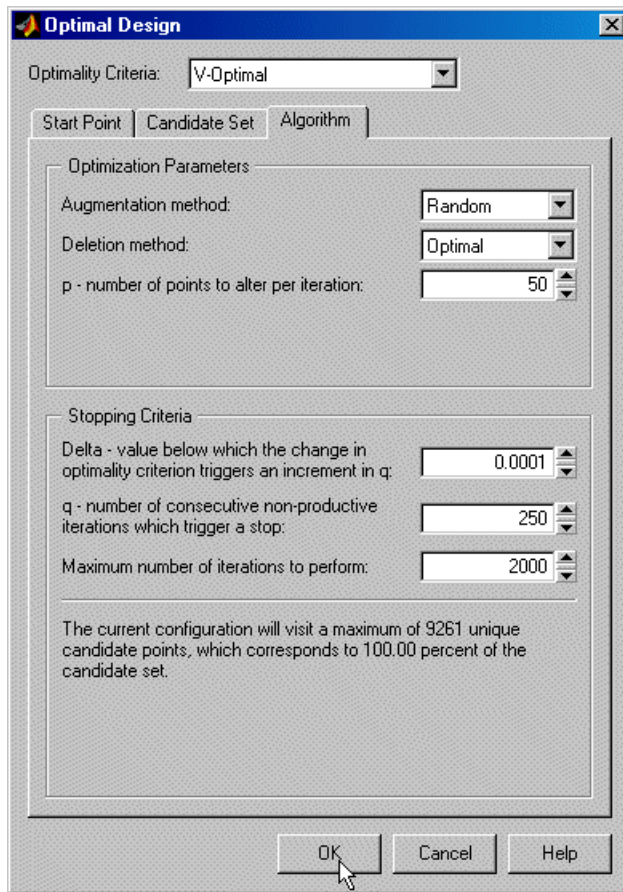 Optimal Design
Optimality Criteria: V-Optimal
Start Point Candidate Set Algorithm
Optimization Parameters
Augmentation method: Random
Deletion method: Optimal
p - number of points to alter per iteration: 50
Stopping Criteria
Delta - value below which the change in
optimality criterion triggers an increment in q: 0.0001
q - number of consecutive non-productive
iterations which trigger a stop: 250
Maximum number of iterations to perform: 2000
The current configuration will visit a maximum of 9261 unique
candidate points, which corresponds to 100.00 percent of the
candidate set.
OK Cancel Help